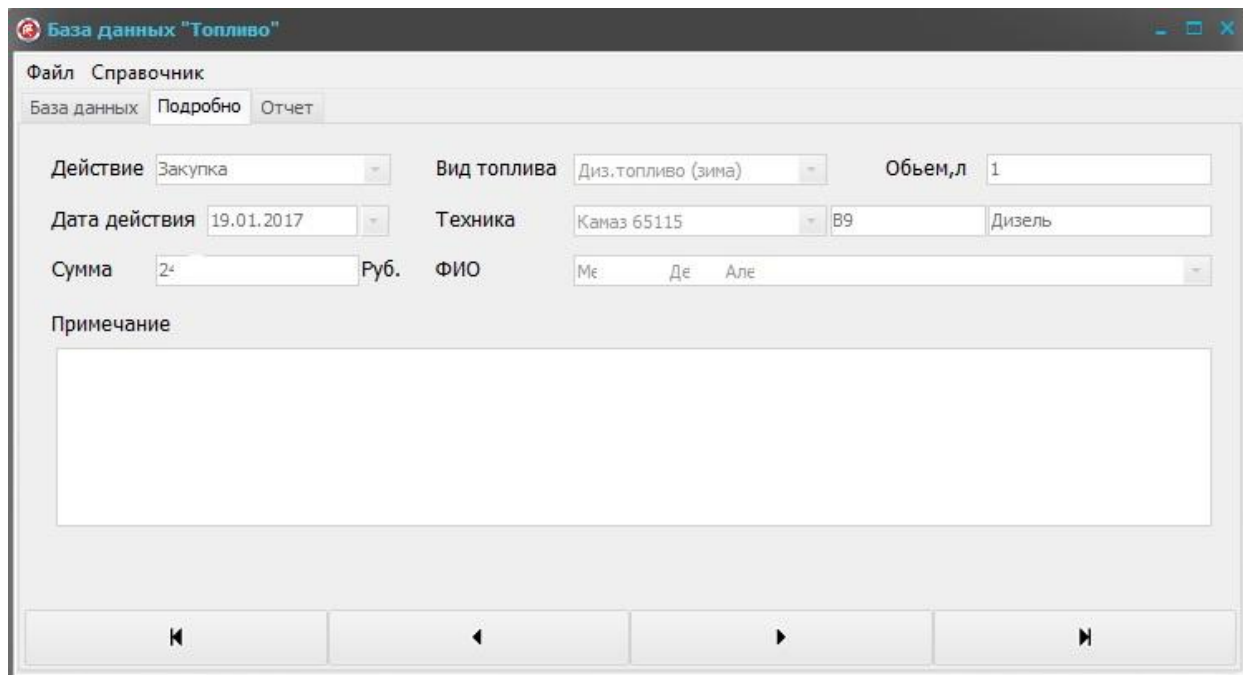 База данных "Топливо"
Файл Справочник
База данных Подробно Отчет
Действие Закупка Вид топлива Диз.топливо (зима) Обьем,л 1
Дата действия 19.01.2017 Техника Камаз 65115 В9 Дизель
Сумма Руб. ФИО
Примечание